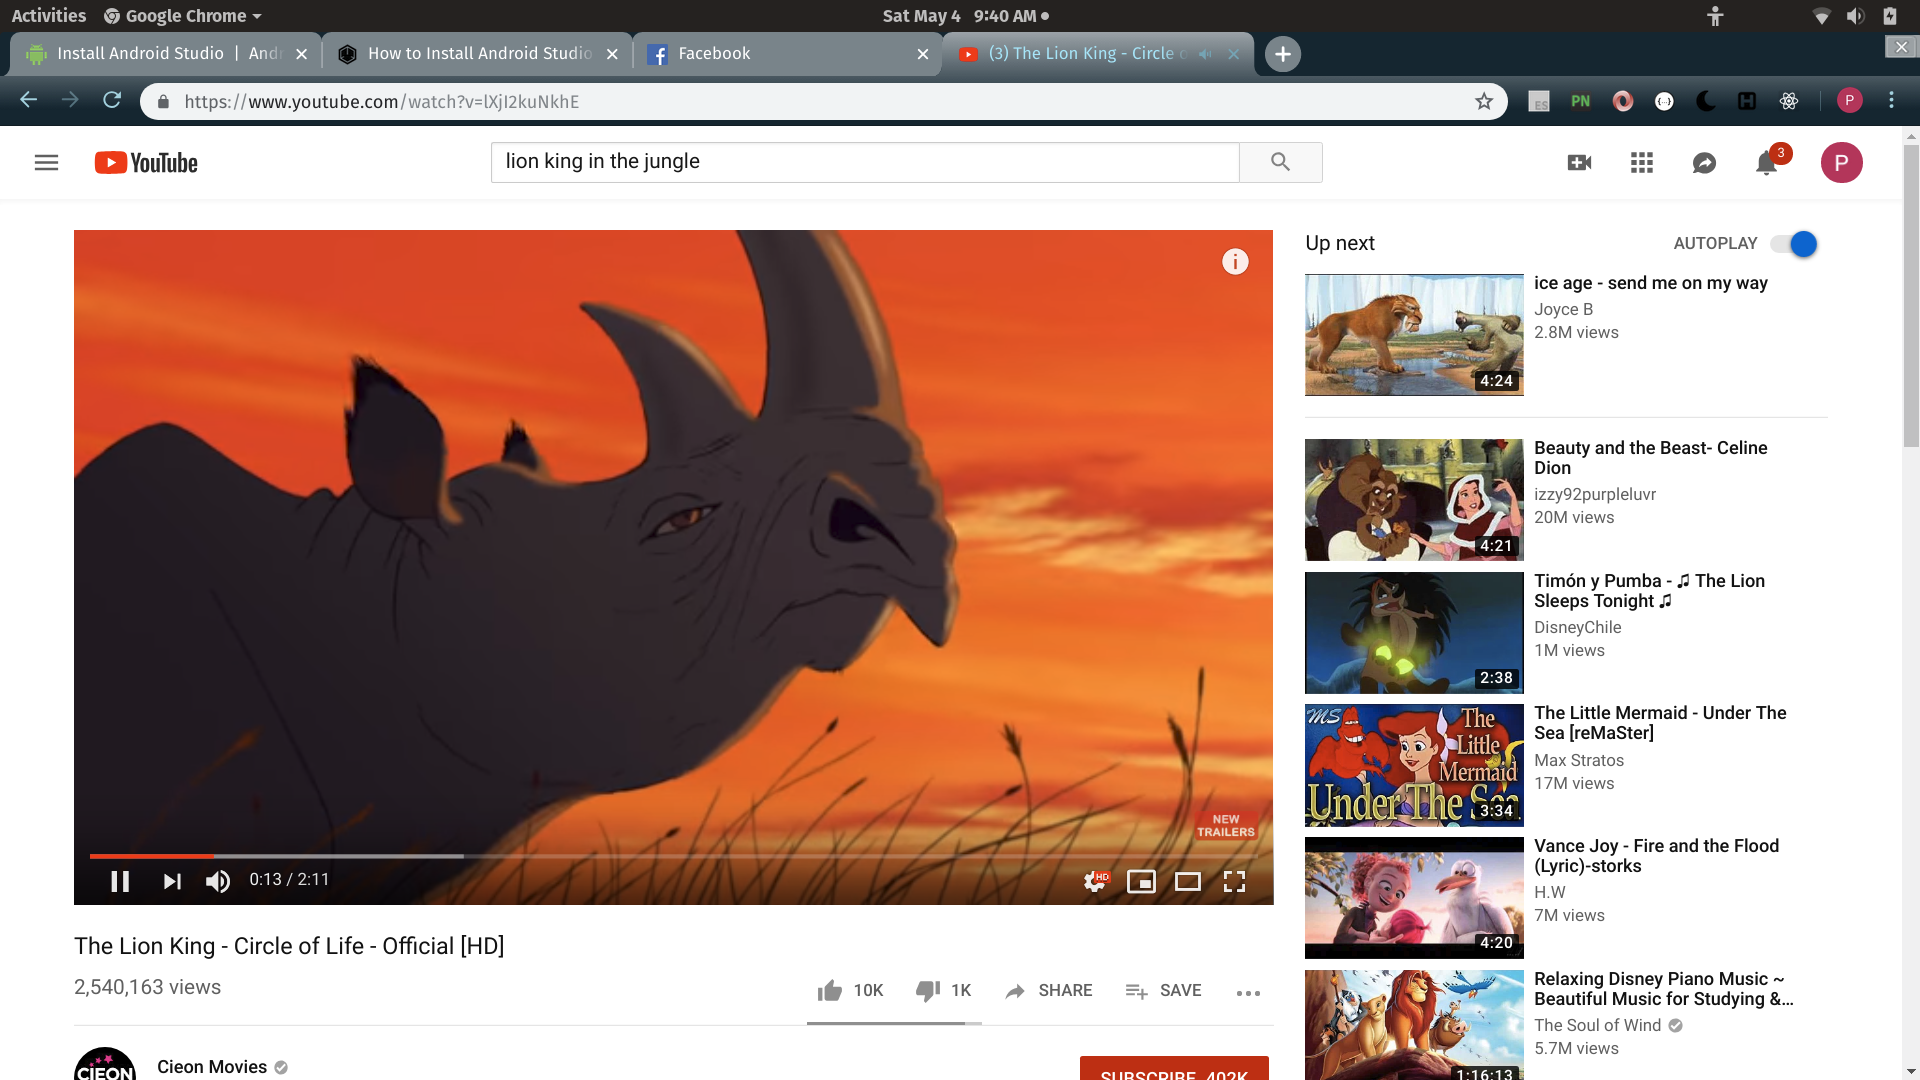 Activities Google Chrome Sat May 4 9:40 AM
Install Android Studio | Andr How to Install Android Studio Facebook (3) The Lion King - Circle o
https://www.youtube.com/watch?v=lXjI2kuNkhE ES PN H P
YouTube lion king in the jungle 3 P
Up next AUTOPLAY
i
NEW
TRAILERS
0:13 / 2:11 HD
The Lion King - Circle of Life - Official [HD]
2,540,163 views
10K 1K SHARE SAVE
CIEON Cieon Movies SUBSCRIBE 402K
ice age - send me on my way
Joyce B
2.8M views
4:24
Beauty and the Beast- Celine
Dion
izzy92purpleluvr
20M views
4:21
Timón y Pumba - ♫ The Lion
Sleeps Tonight ♫
DisneyChile
1M views
2:38
MS The
Little
Mermaid
Under The Sea
3:34
The Little Mermaid - Under The
Sea [reMaSter]
Max Stratos
17M views
Vance Joy - Fire and the Flood
(Lyric)-storks
H.W
7M views
4:20
Relaxing Disney Piano Music ~
Beautiful Music for Studying &...
The Soul of Wind
5.7M views
1:16:13